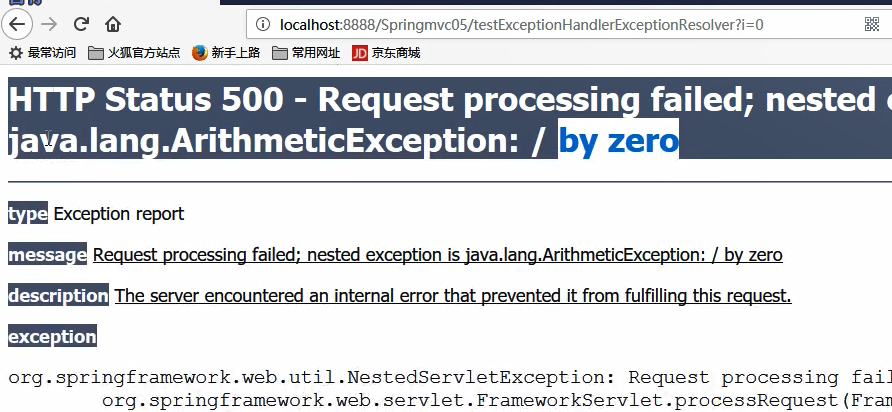 localhost:8888/Springmvc05/testExceptionHandlerExceptionResolver?i=0
最常访问 火狐官方站点 新手上路 常用网址 JD 京东商城
HTTP Status 500 - Request processing failed; nested
java.lang.ArithmeticException: / by zero
type Exception report
message Request processing failed; nested exception is java.lang.ArithmeticException: / by zero
description The server encountered an internal error that prevented it from fulfilling this request.
exception
org.springframework.web.util.NestedServletException: Request processing fail
org.springframework.web.servlet.FrameworkServlet.processRequest(Fram